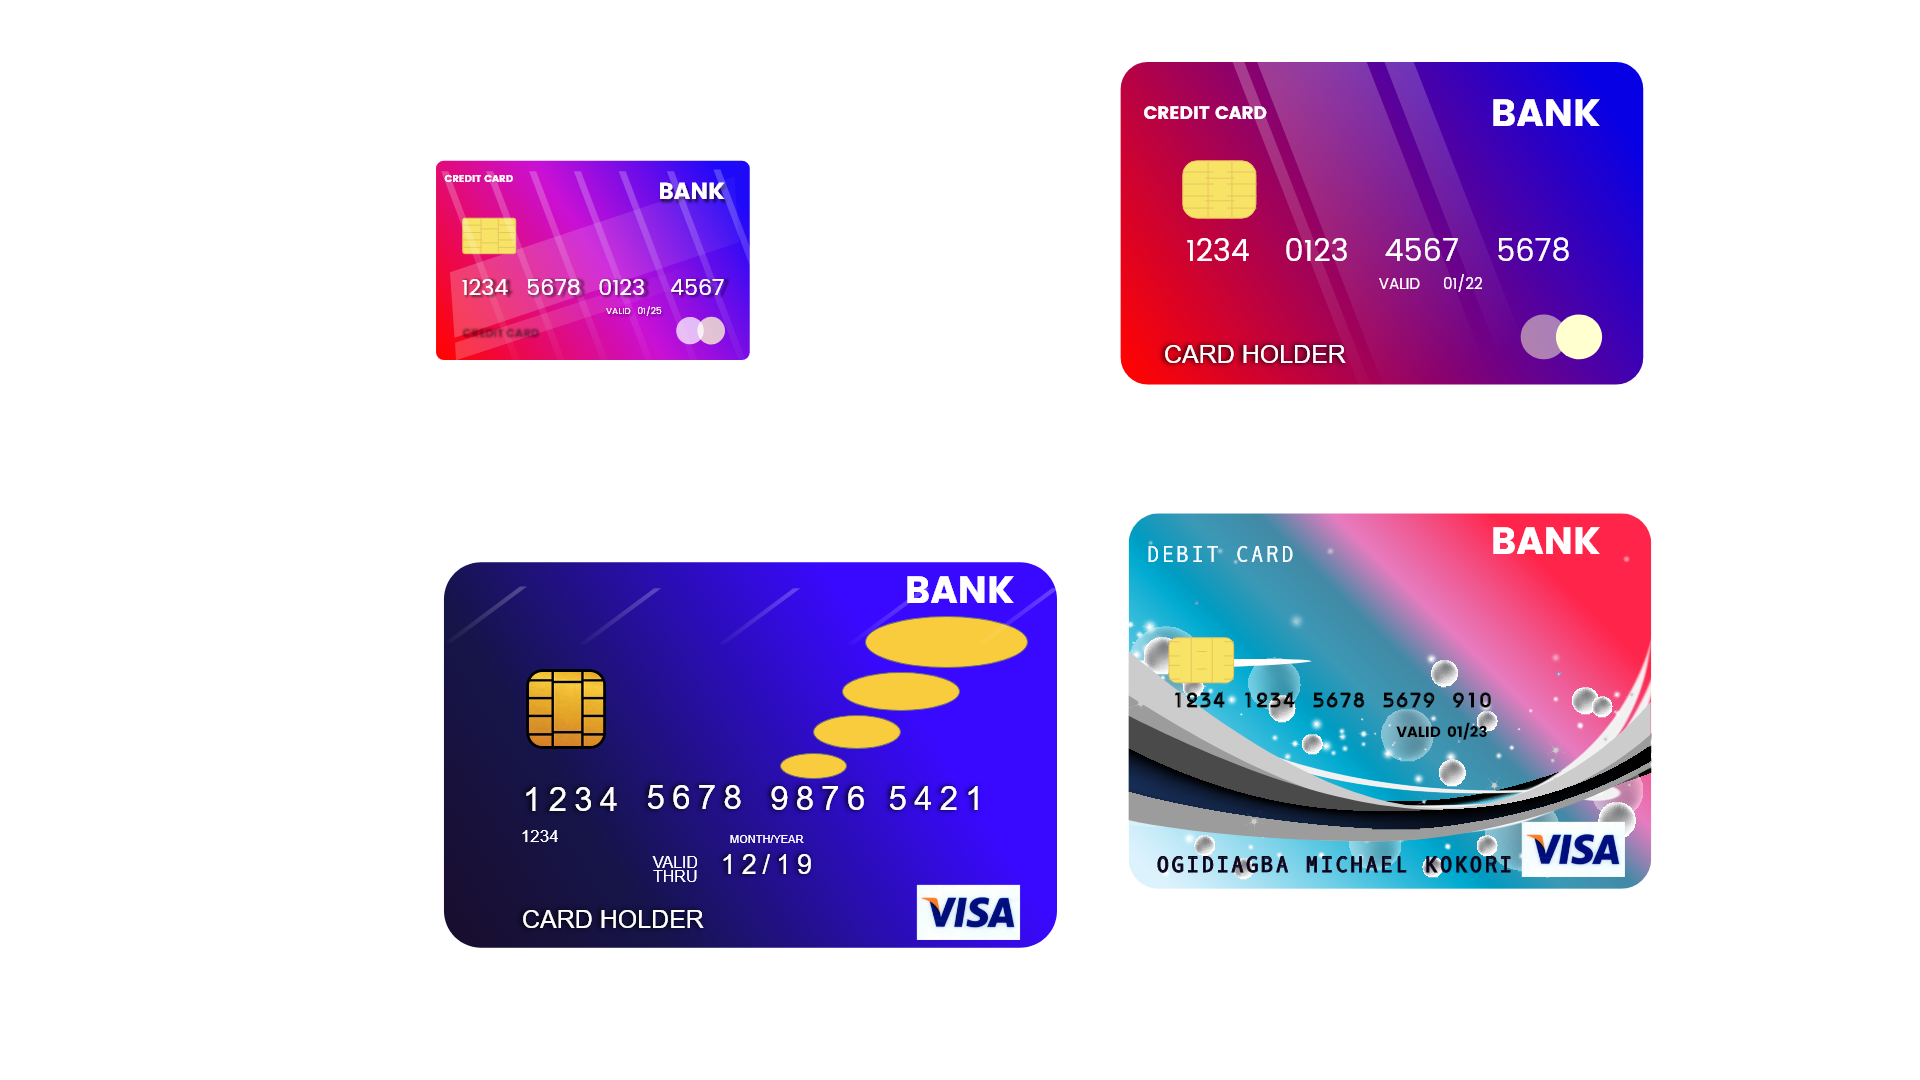 CREDIT CARD
BANK
1234 5678 0123 4567
VALID 01/25
CREDIT CARD
CREDIT CARD
BANK
1234 0123 4567 5678
VALID 01/22
CARD HOLDER
BANK
1234 5678 9876 5421
1234
MONTH/YEAR
VALID THRU 12/19
CARD HOLDER
VISA
DEBIT CARD
BANK
1234 1234 5678 5679 910
VALID 01/23
OGIDIAGBA MICHAEL KOKORI
VISA